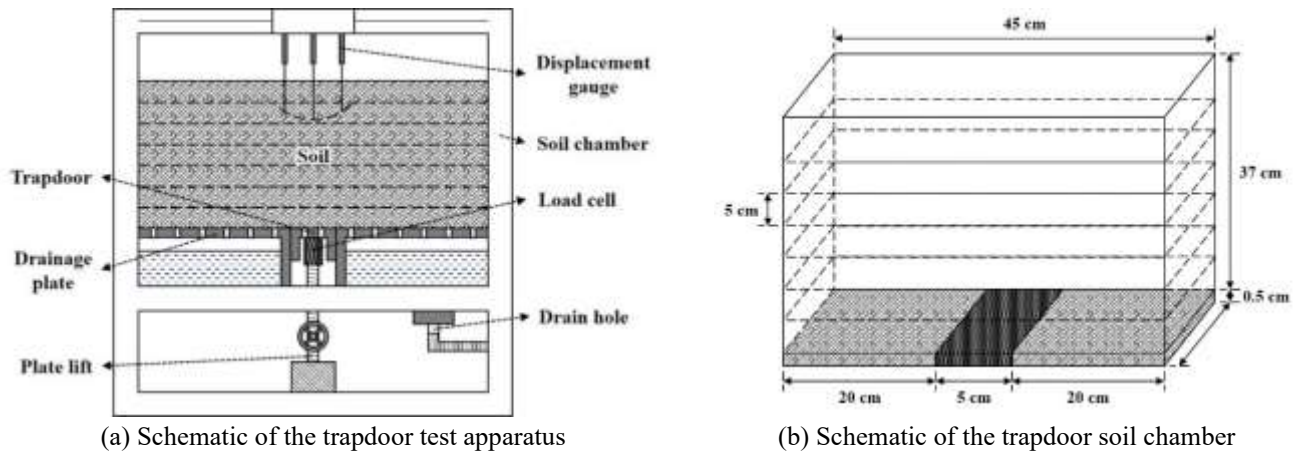 Displacement
gauge
Soil chamber
Soil
Trapdoor
Load cell
Drainage
plate
Drain hole
Plate lift
(a) Schematic of the trapdoor test apparatus
45 cm
37 cm
5 cm
0.5 cm
20 cm
5 cm
20 cm
(b) Schematic of the trapdoor soil chamber